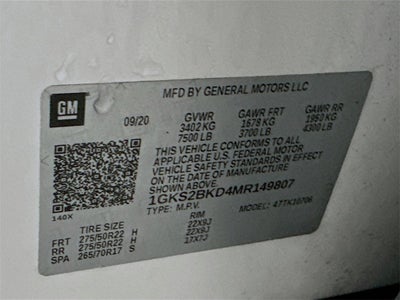 GM
MFD BY GENERAL MOTORS LLC
09/20 GVWR GAWR FRT GAWR RR
3402 KG 1678 KG 1950 KG
7500 LB 3700 LB 4300 LB
THIS VEHICLE CONFORMS TO ALL
APPLICABLE U.S. FEDERAL MOTOR
VEHICLE SAFETY STANDARDS IN EFFECT
ON THE DATE OF MANUFACTURE
SHOWN ABOVE.
1GKS2BKD4MR149807
140X
TYPE: M.P.V. MODEL: 47TK10706
TIRE SIZE RIM
FRT 275/50R22 H 22X9J
RR 275/50R22 H 22X9J
SPA 265/70R17 S 17X7J